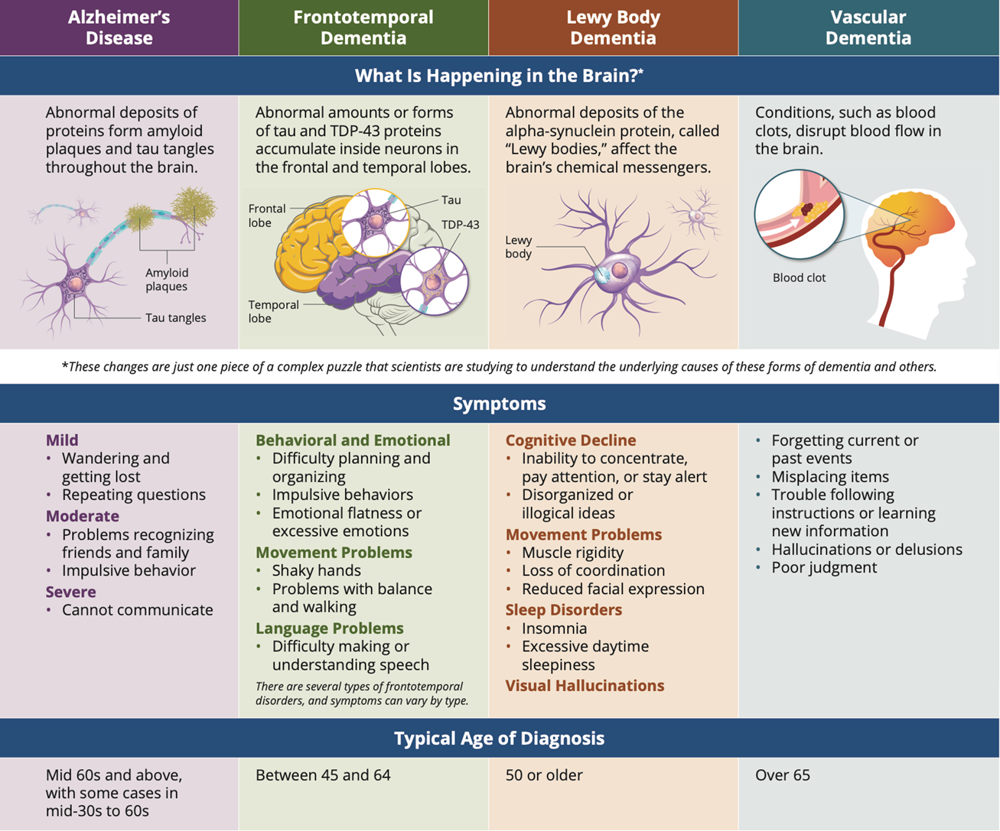 Alzheimer's
Disease
Frontotemporal
Dementia
Lewy Body
Dementia
Vascular
Dementia
What Is Happening in the Brain?*
Abnormal deposits of
proteins form amyloid
plaques and tau tangles
throughout the brain.
Amyloid
plaques
Tau tangles
Abnormal amounts or forms
of tau and TDP-43 proteins
accumulate inside neurons in
the frontal and temporal lobes.
Frontal
lobe
Tau
TDP-43
Temporal
lobe
Abnormal deposits of the
alpha-synuclein protein, called
“Lewy bodies,” affect the
brain's chemical messengers.
Lewy
body
Conditions, such as blood
clots, disrupt blood flow in
the brain.
Blood clot
*These changes are just one piece of a complex puzzle that scientists are studying to understand the underlying causes of these forms of dementia and others.
Symptoms
Mild
• Wandering and
getting lost
• Repeating questions
Moderate
• Problems recognizing
friends and family
• Impulsive behavior
Severe
• Cannot communicate
Behavioral and Emotional
• Difficulty planning and
organizing
• Impulsive behaviors
• Emotional flatness or
excessive emotions
Movement Problems
• Shaky hands
• Problems with balance
and walking
Language Problems
• Difficulty making or
understanding speech
There are several types of frontotemporal
disorders, and symptoms can vary by type.
Cognitive Decline
• Inability to concentrate,
pay attention, or stay alert
• Disorganized or
illogical ideas
Movement Problems
• Muscle rigidity
• Loss of coordination
• Reduced facial expression
Sleep Disorders
• Insomnia
• Excessive daytime
sleepiness
Visual Hallucinations
• Forgetting current or
past events
• Misplacing items
• Trouble following
instructions or learning
new information
• Hallucinations or delusions
• Poor judgment
Typical Age of Diagnosis
Mid 60s and above,
with some cases in
mid-30s to 60s
Between 45 and 64
50 or older
Over 65